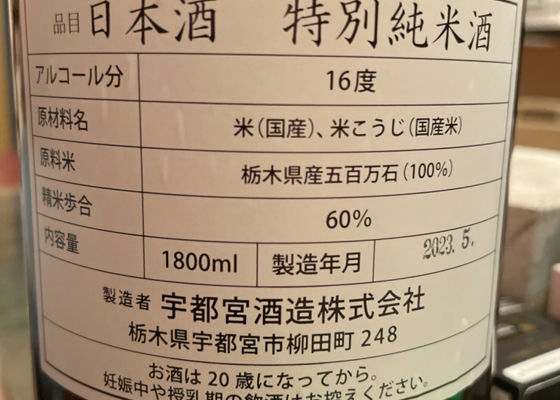 品目 日本酒 特別純米酒
アルコール分 16度
原材料名 米(国産)、米こうじ(国産米)
原料米 栃木県産五百万石(100%)
精米歩合 60%
内容量 1800ml 製造年月 2023. 5.
製造者 宇都宮酒造株式会社
栃木県宇都宮市柳田町248
お酒は20歳になってから。
妊娠中や授乳期の飲酒はお控えください。